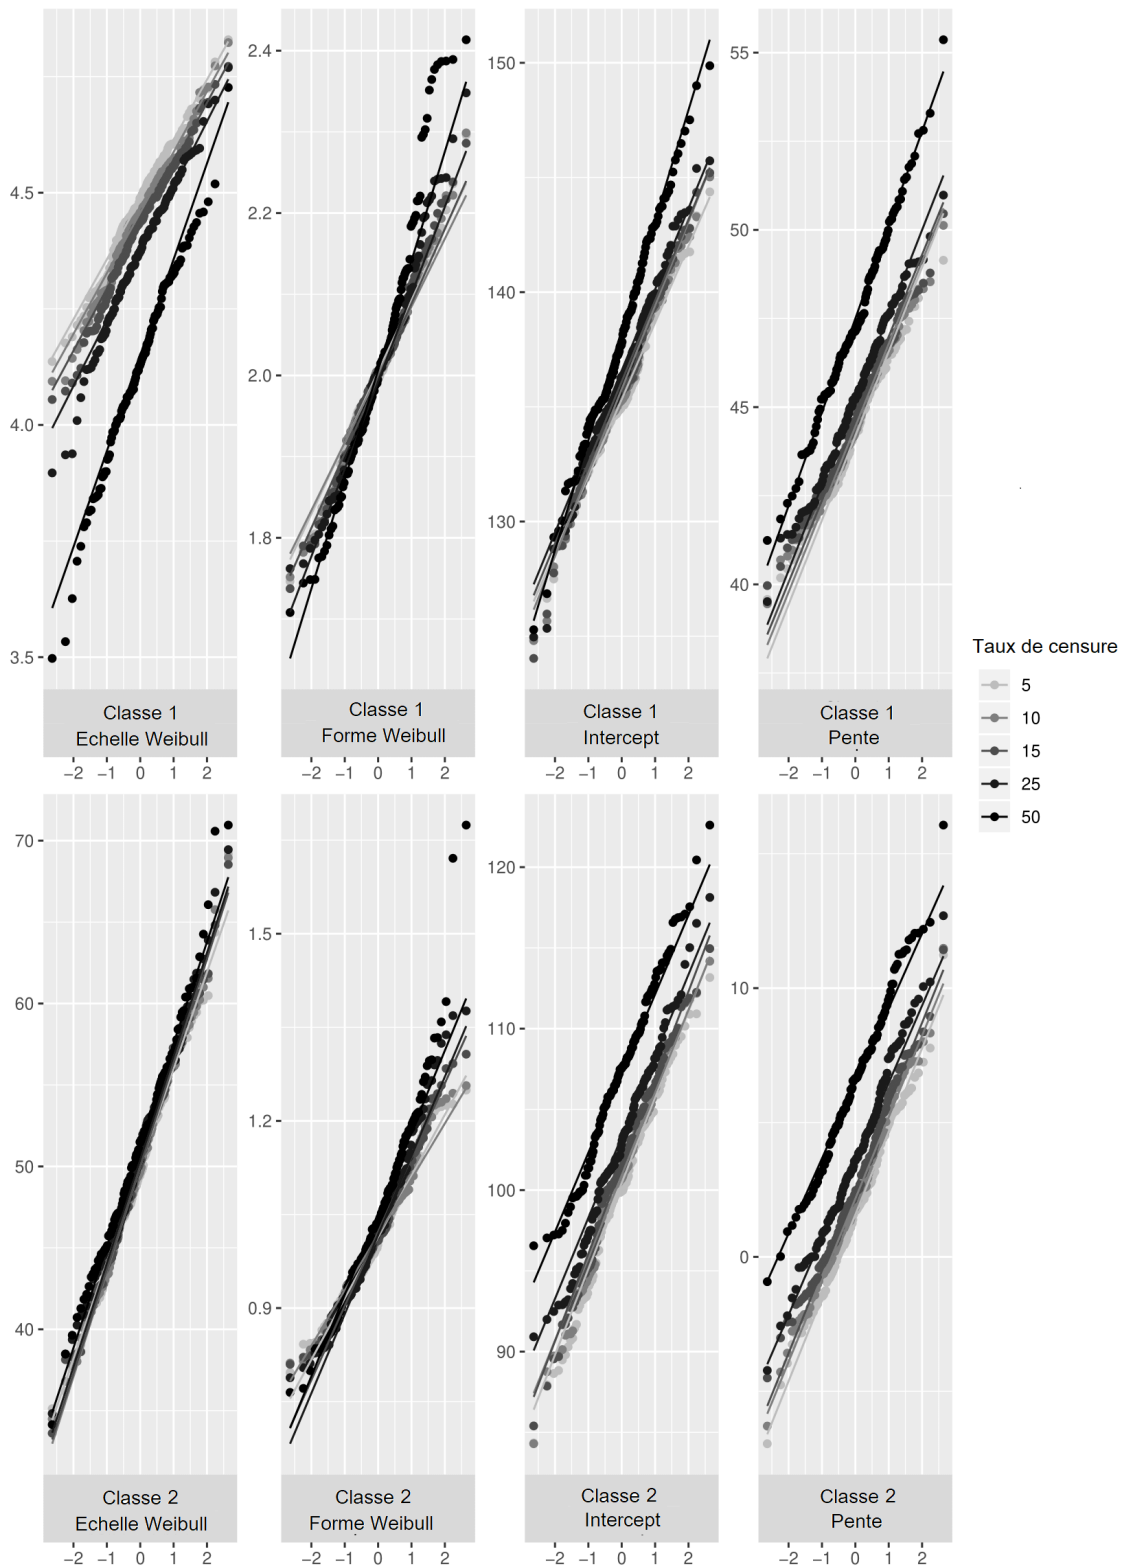 4.5
4.0
3.5
2.4
2.2
2.0
1.8
150
140
130
55
50
45
40
Classe 1
Echelle Weibull
Classe 1
Forme Weibull
Classe 1
Intercept
Classe 1
Pente
−2 −1 0 1 2
−2 −1 0 1 2
−2 −1 0 1 2
−2 −1 0 1 2
Taux de censure
5
10
15
25
50
70
60
50
40
1.5
1.2
0.9
120
110
100
90
10
0
Classe 2
Echelle Weibull
Classe 2
Forme Weibull
Classe 2
Intercept
Classe 2
Pente
−2 −1 0 1 2
−2 −1 0 1 2
−2 −1 0 1 2
−2 −1 0 1 2